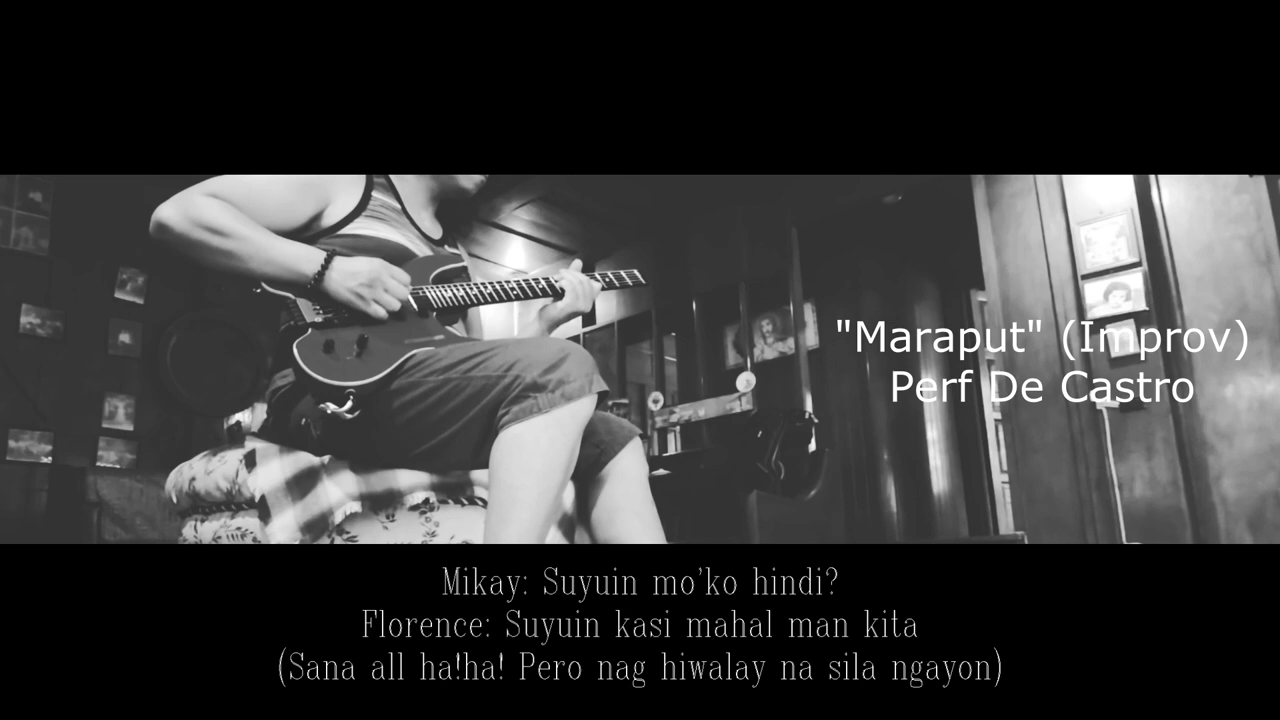 "Maraput" (Improv)
Perf De Castro
Mikay: Suyuin mo'ko hindi?
Florence: Suyuin kasi mahal man kita
(Sana all ha!ha! Pero nag hiwalay na sila ngayon)